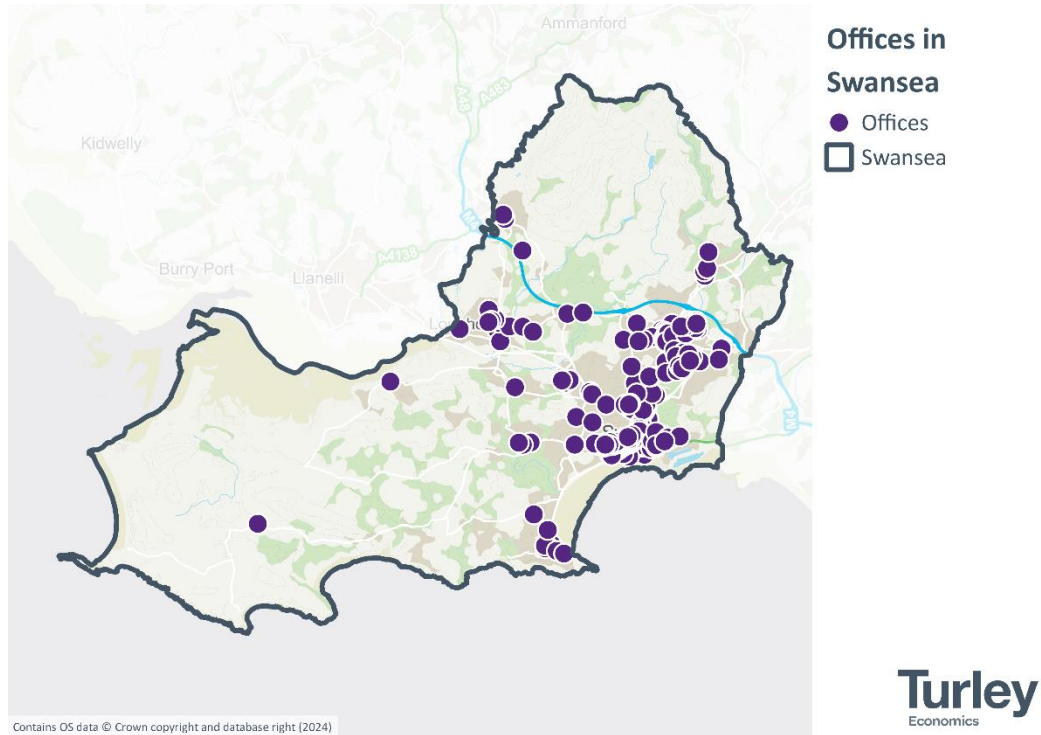 Ammanford
A48
A483
Kidwelly
Burry Port
Llanelli
A4138
M4
Offices in
Swansea
Offices
Swansea
Turley
Economics
Contains OS data © Crown copyright and database right (2024)